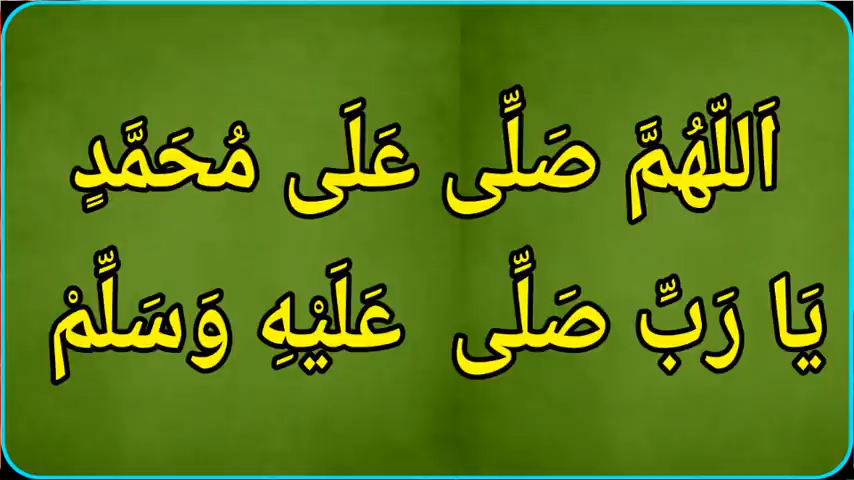 اَللّٰهُمَّ صَلِّى عَلَى مُحَمَّدٍ
يَا رَبِّ صَلِّى عَلَيْهِ وَسَلِّمْ